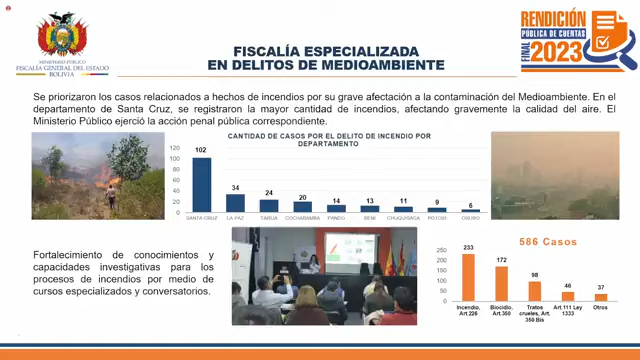 RENDICIÓN
PÚBLICA DE CUENTAS
FINAL 2023
MINISTERIO PÚBLICO
FISCALÍA GENERAL DEL ESTADO
BOLIVIA
FISCALÍA ESPECIALIZADA
EN DELITOS DE MEDIOAMBIENTE
Se priorizaron los casos relacionados a hechos de incendios por su grave afectación a la contaminación del Medioambiente. En el
departamento de Santa Cruz, se registraron la mayor cantidad de incendios, afectando gravemente la calidad del aire. El
Ministerio Público ejerció la acción penal pública correspondiente.
CANTIDAD DE CASOS POR EL DELITO DE INCENDIO POR
DEPARTAMENTO
120
100
80
60
40
20
0
102
34
24
20
14
13
11
9
6
SANTA CRUZ
LA PAZ
TARIJA
COCHABAMBA
PANDO
BENI
CHUQUISACA
POTOSI
ORURO
Fortalecimiento de conocimientos y
capacidades investigativas para los
procesos de incendios por medio de
cursos especializados y conversatorios.
586 Casos
250
200
150
100
50
0
233
172
98
46
37
Incendio, Art.226
Biocidio, Art.350
Tratos crueles, Art. 350 Bis
Art.111 Ley 1333
Otros